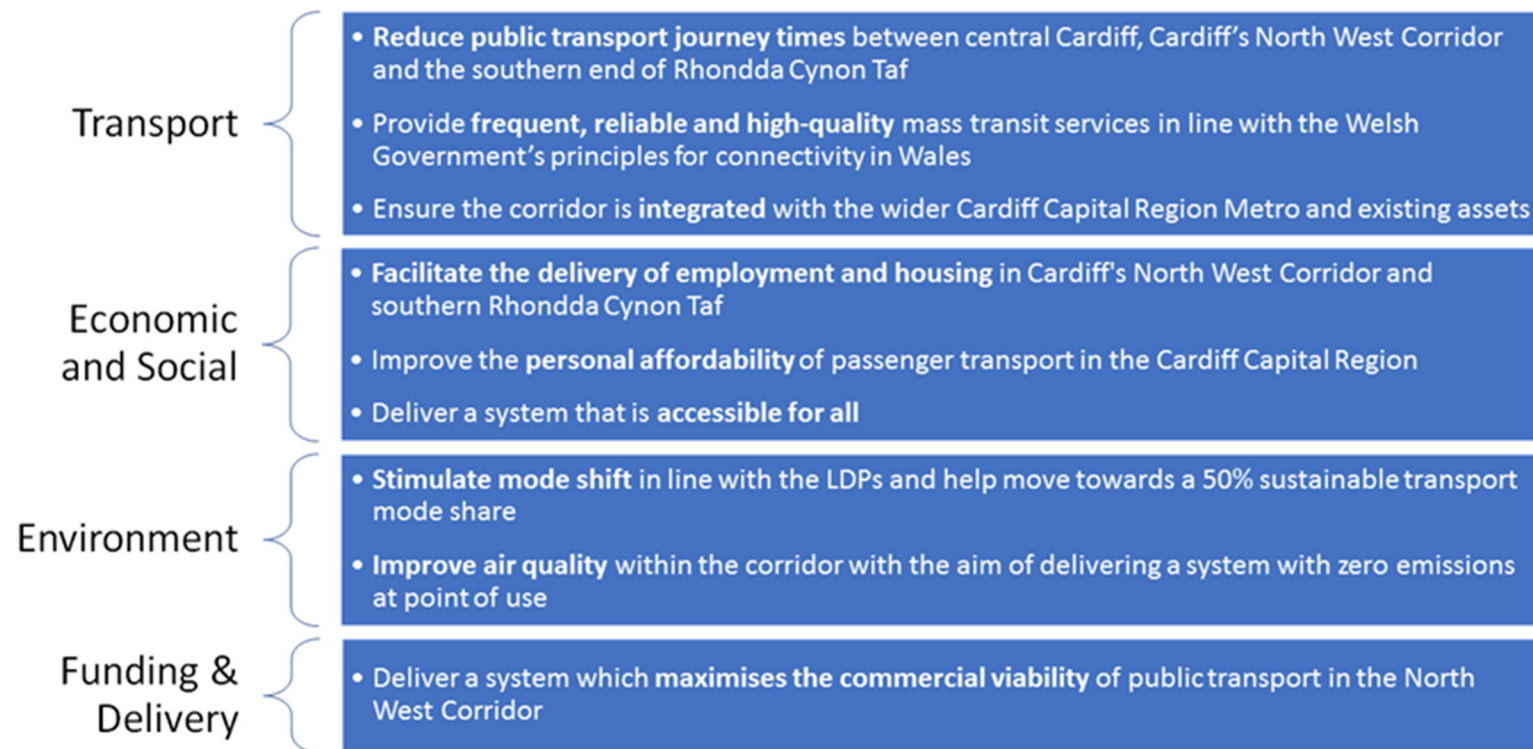 Transport
• Reduce public transport journey times between central Cardiff, Cardiff's North West Corridor
and the southern end of Rhondda Cynon Taf
• Provide frequent, reliable and high-quality mass transit services in line with the Welsh
Government's principles for connectivity in Wales
• Ensure the corridor is integrated with the wider Cardiff Capital Region Metro and existing assets
Economic
and Social
• Facilitate the delivery of employment and housing in Cardiff's North West Corridor and
southern Rhondda Cynon Taf
• Improve the personal affordability of passenger transport in the Cardiff Capital Region
• Deliver a system that is accessible for all
Environment
• Stimulate mode shift in line with the LDPs and help move towards a 50% sustainable transport
mode share
• Improve air quality within the corridor with the aim of delivering a system with zero emissions
at point of use
Funding &
Delivery
• Deliver a system which maximises the commercial viability of public transport in the North
West Corridor